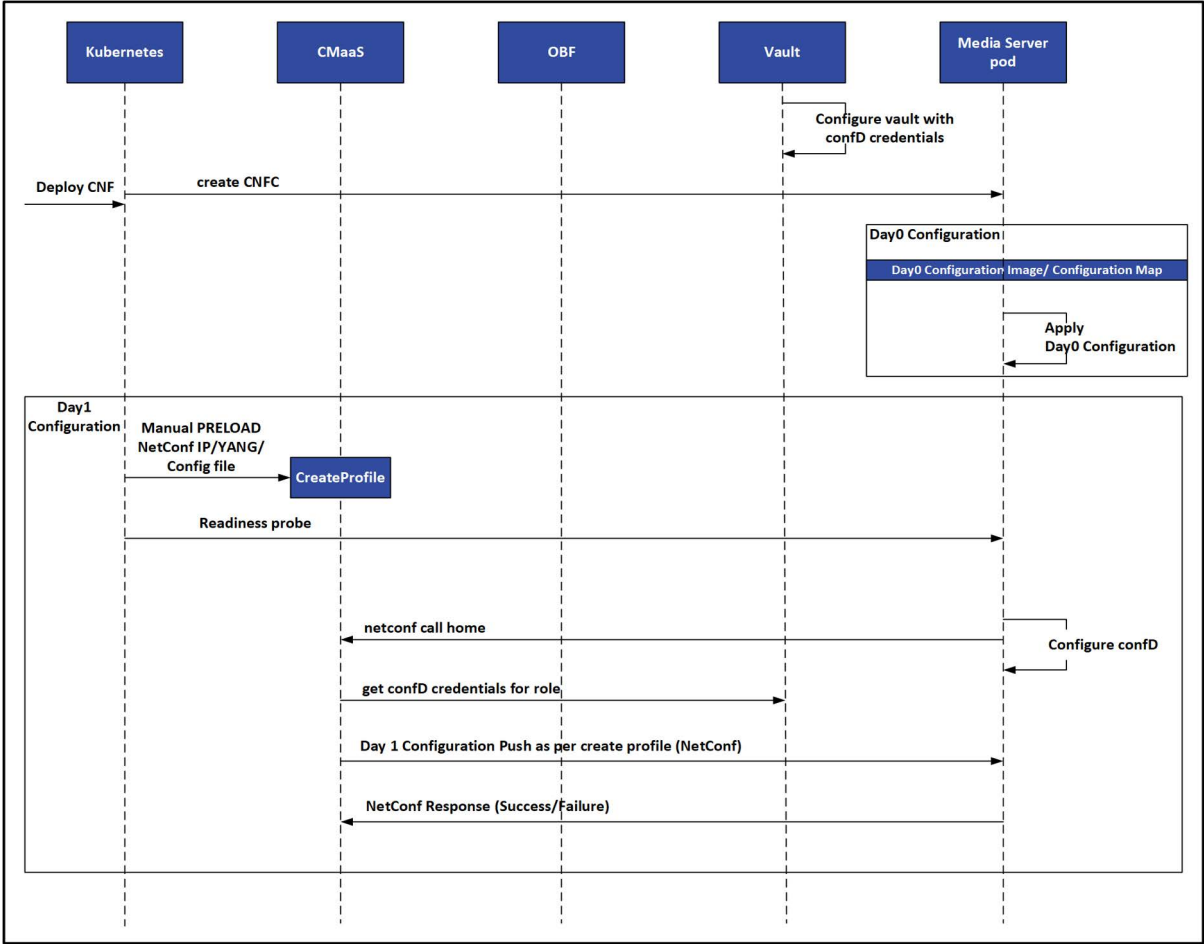 Kubernetes
CMaaS
OBF
Vault
Media Server
pod
Configure vault with
confD credentials
Deploy CNF
create CNFC
Day0 Configuration
Day0 Configuration Image/ Configuration Map
Apply
Day0 Configuration
Day1
Configuration
Manual PRELOAD
NetConf IP/YANG/
Config file
CreateProfile
Readiness probe
netconf call home
Configure confD
get confD credentials for role
Day 1 Configuration Push as per create profile (NetConf)
NetConf Response (Success/Failure)